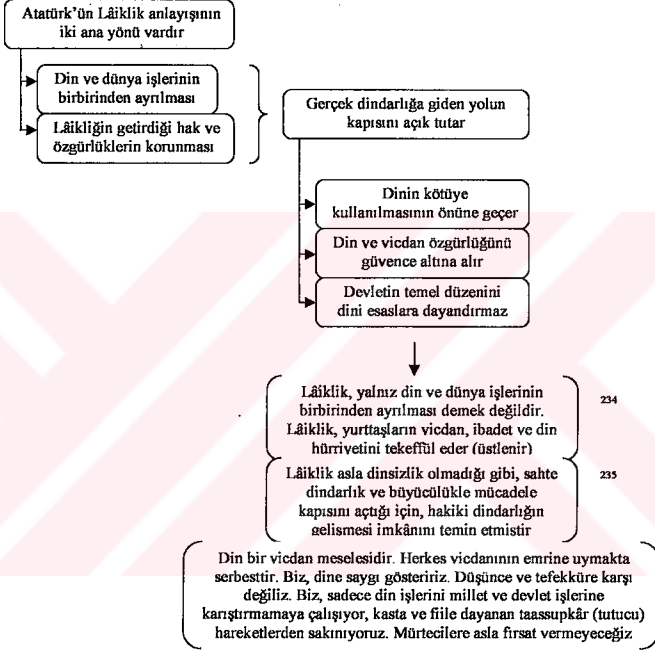 Atatürk'ün Lâiklik anlayışının
iki ana yönü vardır
Din ve dünya işlerinin
birbirinden ayrılması
Lâikliğin getirdiği hak ve
özgürlüklerin korunması
Gerçek dindarlığa giden yolun
kapısını açık tutar
Dinin kötüye
kullanılmasının önüne geçer
Din ve vicdan özgürlüğünü
güvence altına alır
Devletin temel düzenini
dini esaslara dayandırmaz
Lâiklik, yalnız din ve dünya işlerinin
birbirinden ayrılması demek değildir.
Lâiklik, yurttaşların vicdan, ibadet ve din
hürriyetini tekeffül eder (üstlenir)
234
Lâiklik asla dinsizlik olmadığı gibi, sahte
dindarlık ve büyücülükle mücadele
kapısını açtığı için, hakiki dindarlığın
gelişmesi imkânını temin etmiştir
235
Din bir vicdan meselesidir. Herkes vicdanının emrine uymakta
serbesttir. Biz, dine saygı gösteririz. Düşünce ve tefekküre karşı
değiliz. Biz, sadece din işlerini millet ve devlet işlerine
karıştırmamaya çalışıyor, kasta ve fiile dayanan taassupkâr (tutucu)
hareketlerden sakınıyoruz. Mürtecilere asla fırsat vermeyeceğiz